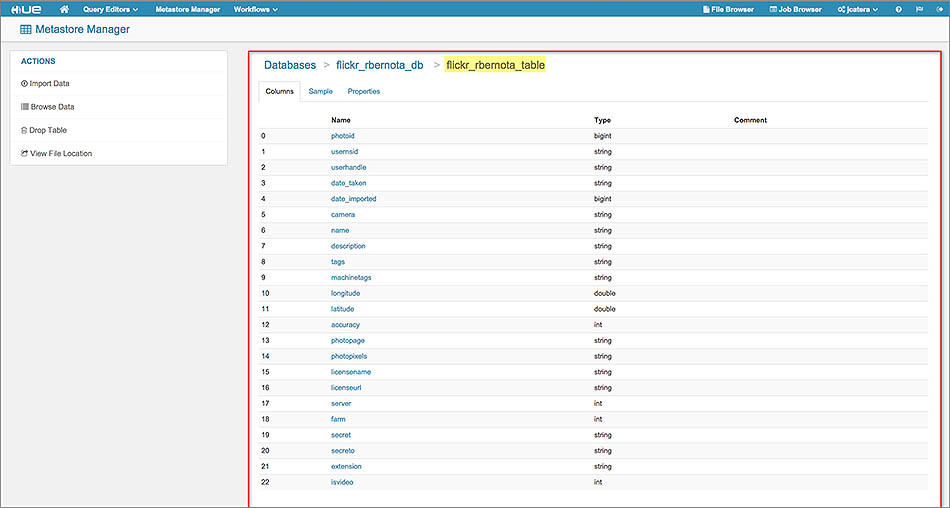 HUE Query Editors Metastore Manager Workflows File Browser Job Browser jcatera
Metastore Manager
ACTIONS
Import Data
Browse Data
Drop Table
View File Location
Databases > flickr_rbernota_db > flickr_rbernota_table
Columns Sample Properties
Name Type Comment
0 photoid bigint
1 usernsid string
2 userhandle string
3 date_taken string
4 date_imported bigint
5 camera string
6 name string
7 description string
8 tags string
9 machinetags string
10 longitude double
11 latitude double
12 accuracy int
13 photopage string
14 photopixels string
15 licensename string
16 licenseurl string
17 server int
18 farm int
19 secret string
20 secreto string
21 extension string
22 isvideo int